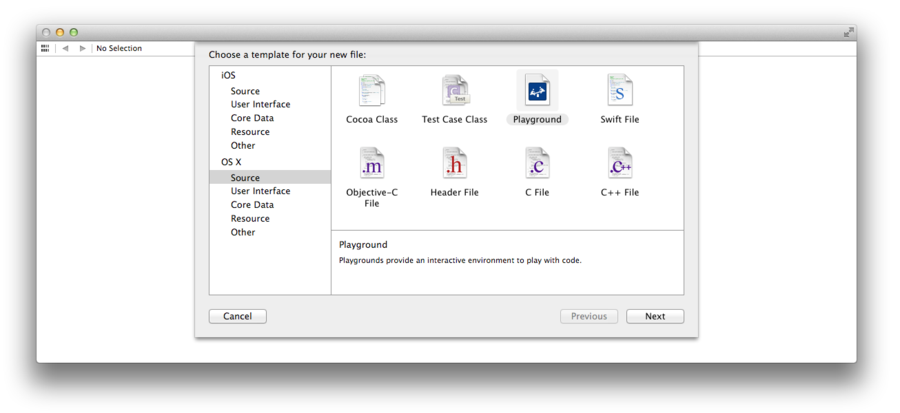 No Selection
Choose a template for your new file:
iOS
Source
User Interface
Core Data
Resource
Other
OS X
Source
User Interface
Core Data
Resource
Other
Cocoa Class
Test
Test Case Class
Playground
S
Swift File
.m
Objective-C
File
.h
Header File
.c
C File
.c++
C++ File
Playground
Playgrounds provide an interactive environment to play with code.
Cancel
Previous
Next